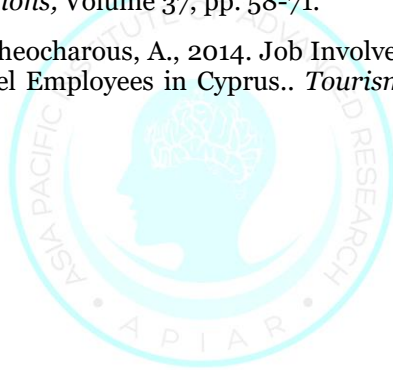 ons, Volume 37, pp. 58-71.
heocharous, A., 2014. Job Involve
el Employees in Cyprus.. Tourism
ASIA PACIFIC INSTITUTE OF ADVANCED RESEARCH
APIAR